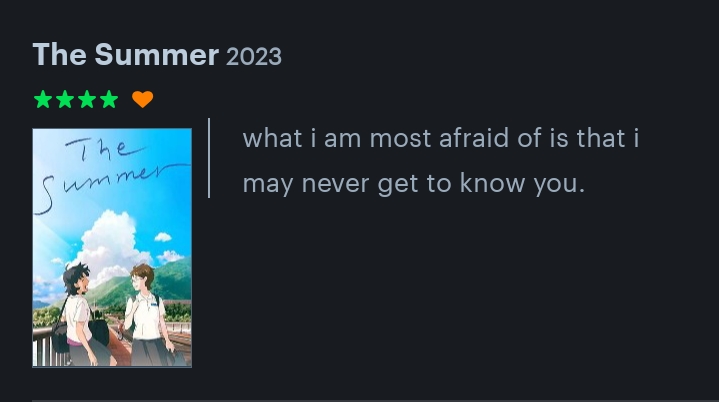 The Summer 2023
The
Summer
what i am most afraid of is that i
may never get to know you.